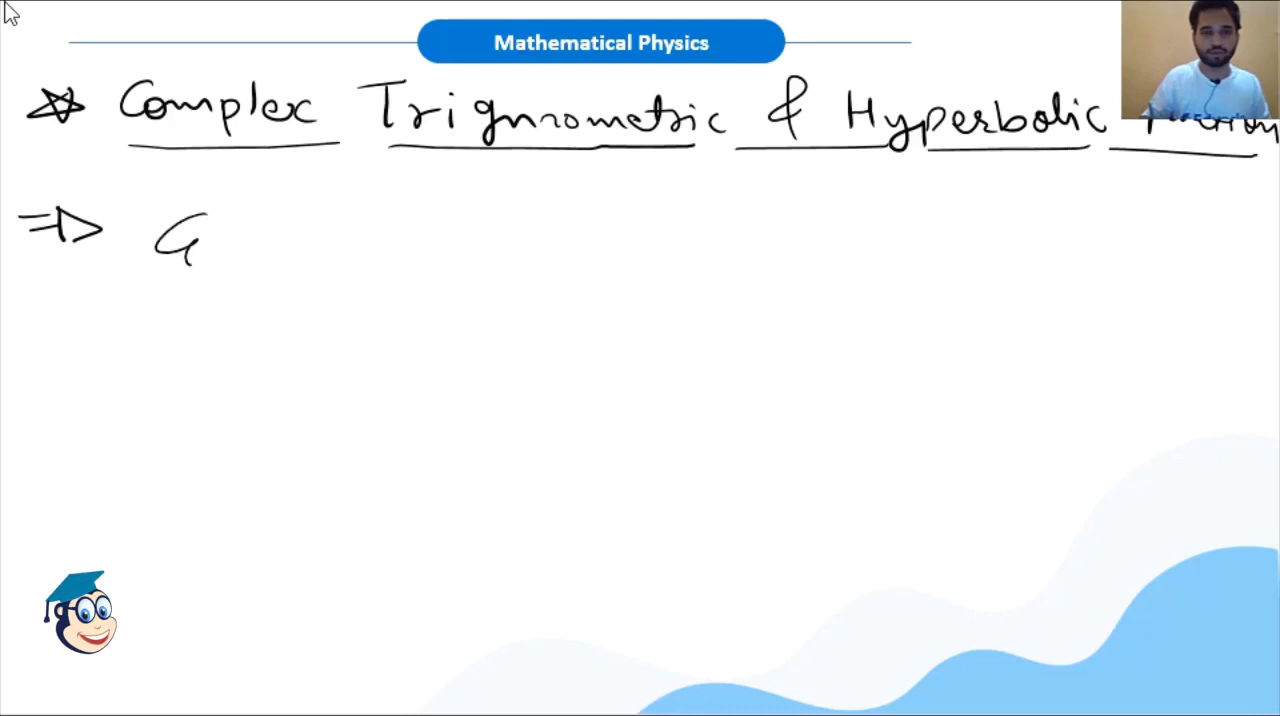 Mathematical Physics
Complex Trignometric & Hyperbolic
=> G